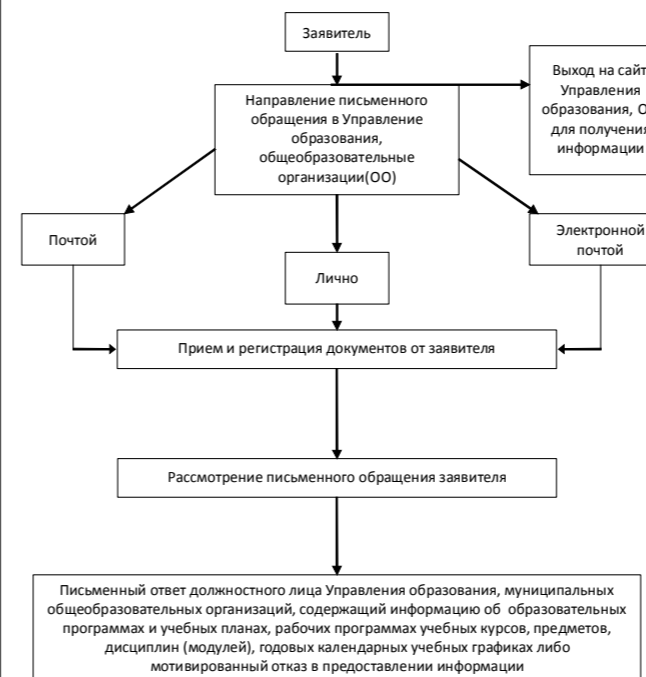 Заявитель
Выход на сайт
Управления
образования, О
для получения
информации
Направление письменного
обращения в Управление
образования,
общеобразовательные
организации(ОО)
Почтой
Лично
Электронной
почтой
Прием и регистрация документов от заявителя
Рассмотрение письменного обращения заявителя
Письменный ответ должностного лица Управления образования, муниципальных
общеобразовательных организаций, содержащий информацию об образовательных
программах и учебных планах, рабочих программах учебных курсов, предметов,
дисциплин (модулей), годовых календарных учебных графиках либо
мотивированный отказ в предоставлении информации